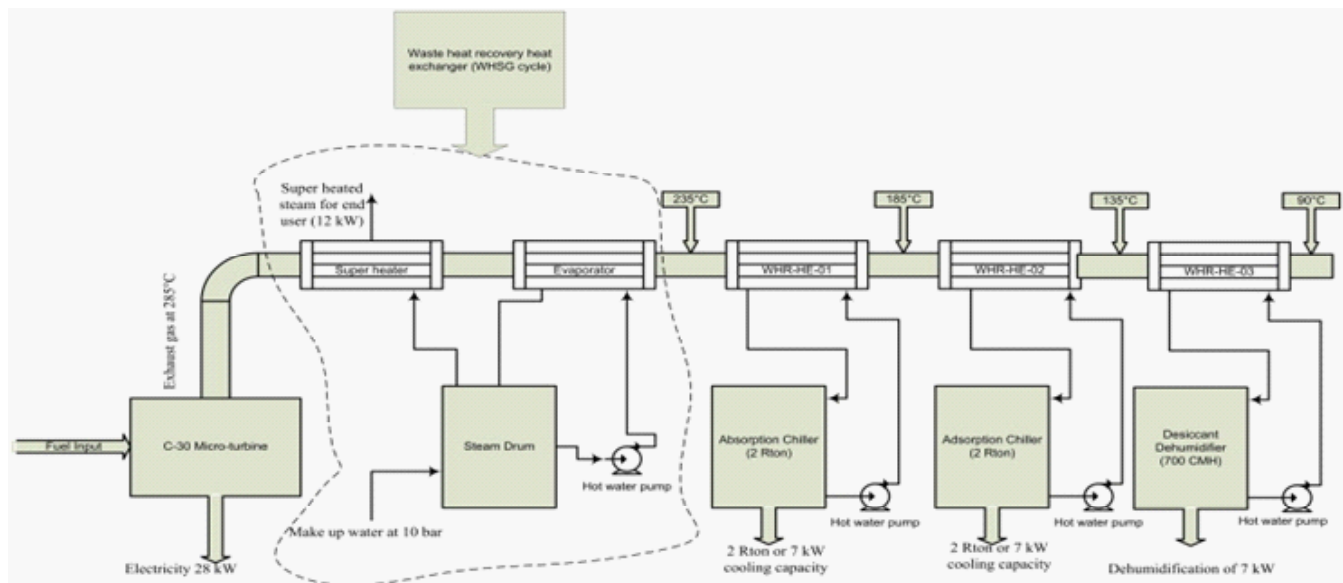 Waste heat recovery heat
exchanger (WHSG cycle)
Super heated
steam for end
user (12 kW)
235°C
185°C
135°C
90°C
Super heater
Evaporator
WHR-HE-01
WHR-HE-02
WHR-HE-03
Exhaust gas at 285°C
Fuel Input
C-30 Micro-turbine
Steam Drum
Hot water pump
Absorption Chiller
(2 Rton)
Hot water pump
Adsorption Chiller
(2 Rton)
Hot water pump
Desiccant
Dehumidifier
(700 CMH)
Hot water pump
Make up water at 10 bar
Electricity 28 kW
2 Rton or 7 kW
cooling capacity
2 Rton or 7 kW
cooling capacity
Dehumidification of 7 kW